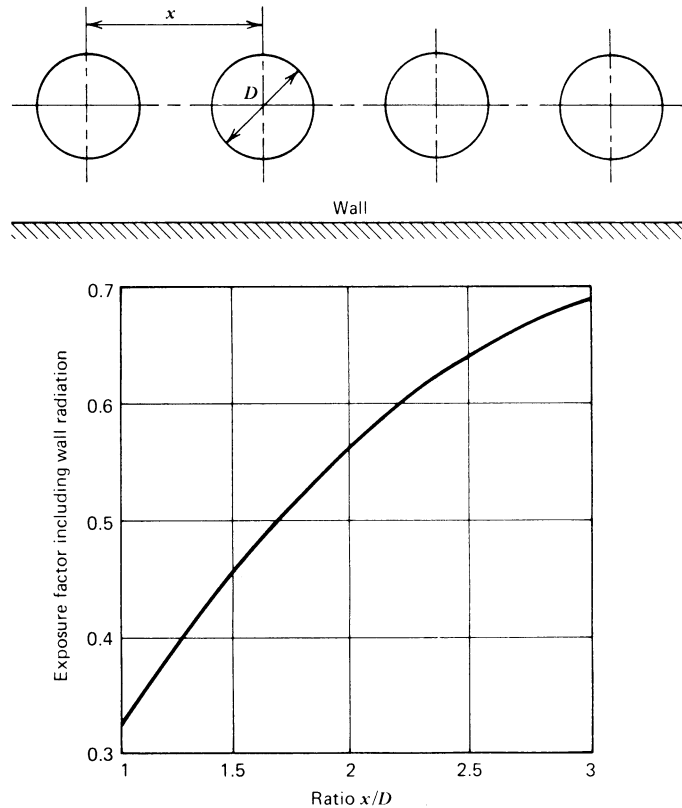 x
D
Wall
Exposure factor including wall radiation
0.7
0.6
0.5
0.4
0.3
1 1.5 2 2.5 3
Ratio x/D